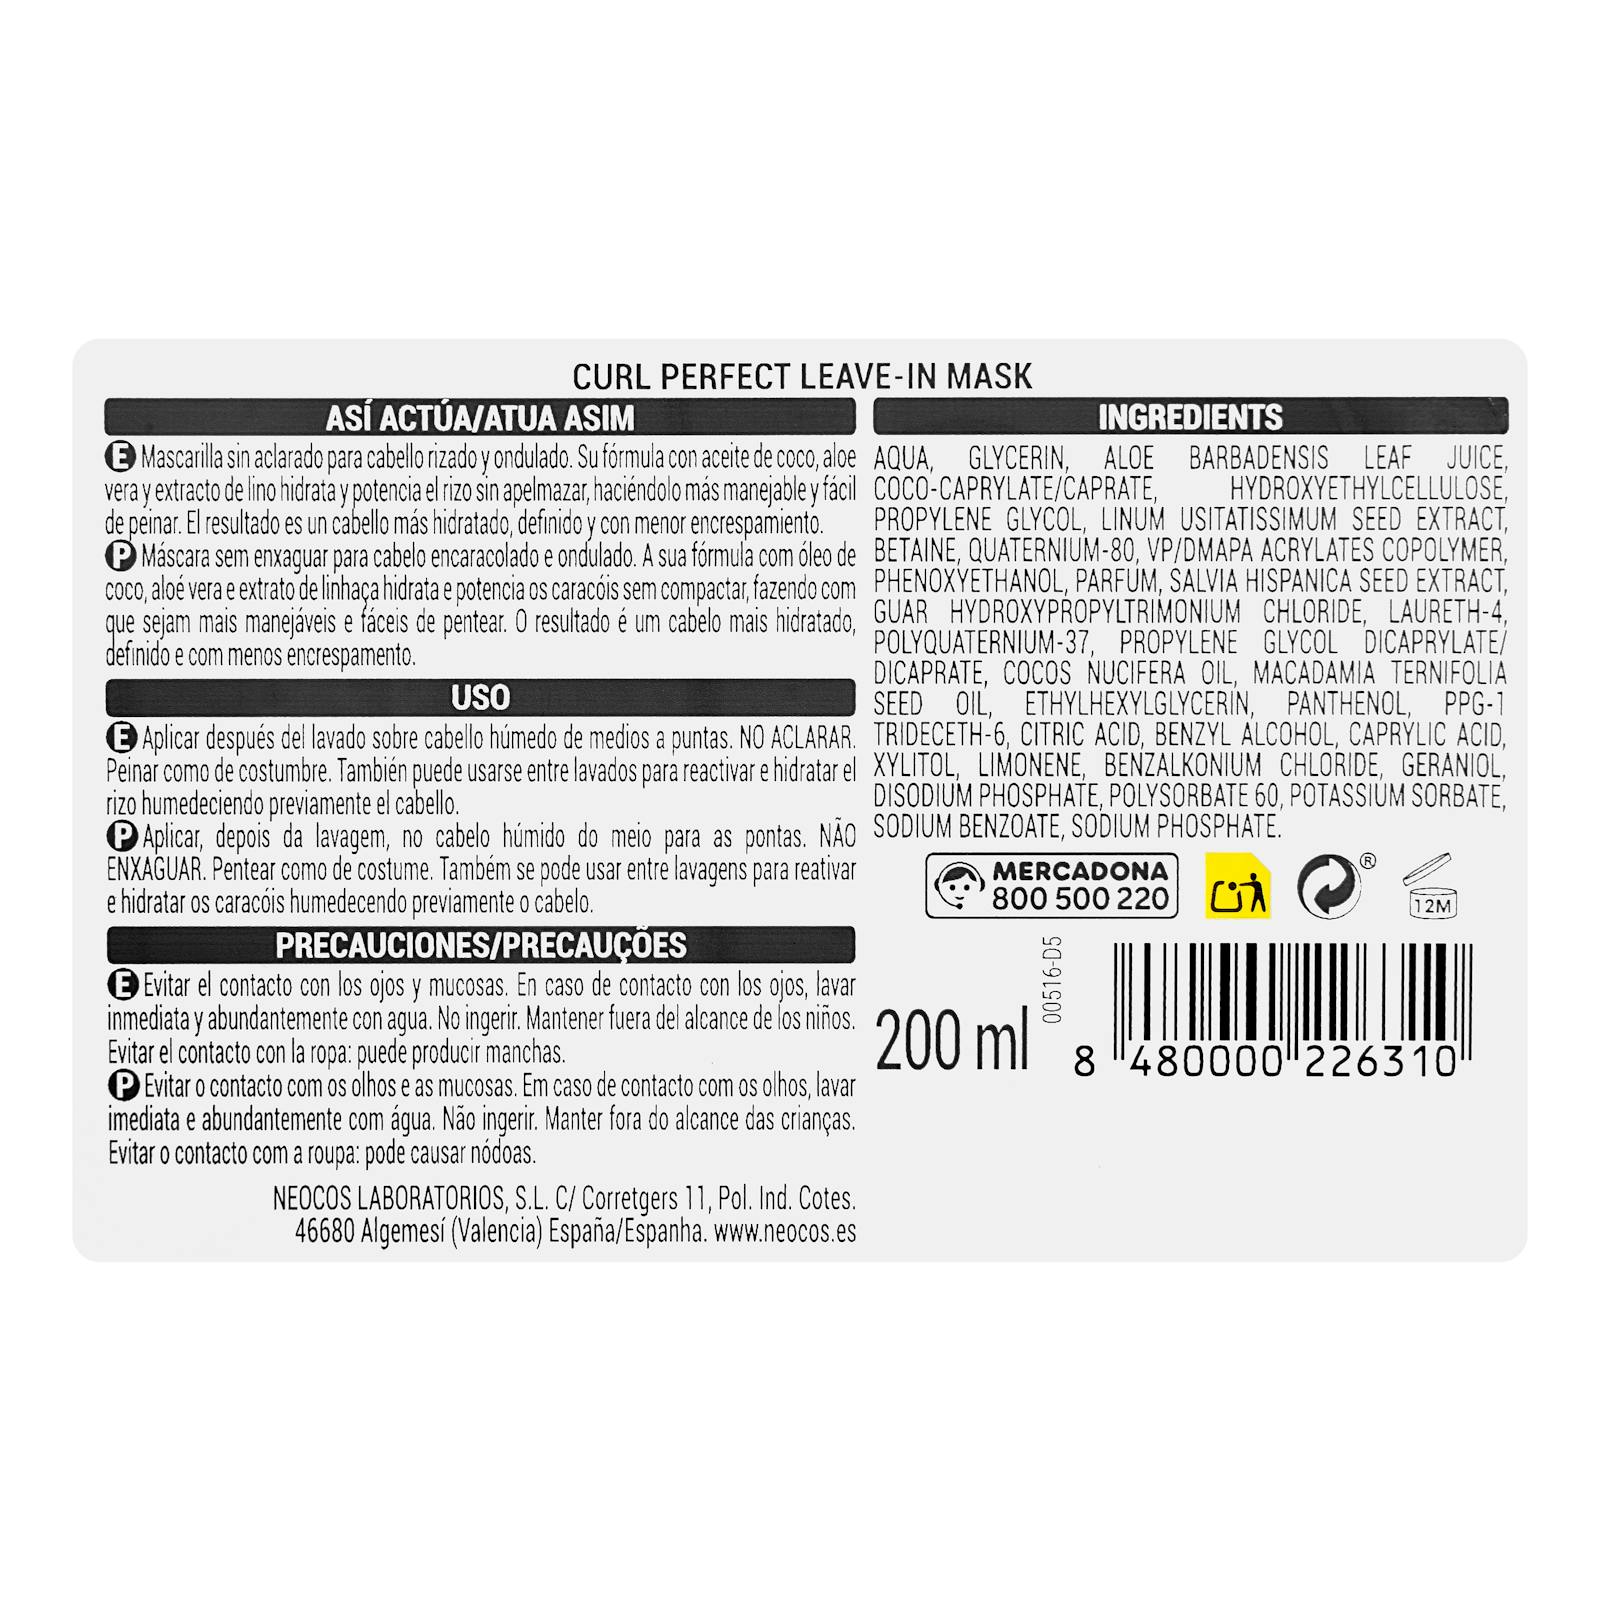 CURL PERFECT LEAVE-IN MASK
ASÍ ACTÚA/ATUA ASIM
E Mascarilla sin aclarado para cabello rizado y ondulado. Su fórmula con aceite de coco, aloe
vera y extracto de lino hidrata y potencia el rizo sin apelmazar, haciéndolo más manejable y fácil
de peinar. El resultado es un cabello más hidratado, definido y con menor encrespamiento.
P Máscara sem enxaguar para cabelo encaracolado e ondulado. A sua fórmula com óleo de
coco, aloé vera e extrato de linhaça hidrata e potencia os caracóis sem compactar, fazendo com
que sejam mais manejáveis e fáceis de pentear. O resultado é um cabelo mais hidratado,
definido e com menos encrespamento.
USO
E Aplicar después del lavado sobre cabello húmedo de medios a puntas. NO ACLARAR.
Peinar como de costumbre. También puede usarse entre lavados para reactivar e hidratar el
rizo humedeciendo previamente el cabello.
P Aplicar, depois da lavagem, no cabelo húmido do meio para as pontas. NÃO
ENXAGUAR. Pentear como de costume. Também se pode usar entre lavagens para reativar
e hidratar os caracóis humedecendo previamente o cabelo.
PRECAUCIONES/PRECAUÇÕES
E Evitar el contacto con los ojos y mucosas. En caso de contacto con los ojos, lavar
inmediata y abundantemente con agua. No ingerir. Mantener fuera del alcance de los niños.
Evitar el contacto con la ropa: puede producir manchas.
P Evitar o contacto com os olhos e as mucosas. Em caso de contacto com os olhos, lavar
imediata e abundantemente com água. Não ingerir. Manter fora do alcance das crianças.
Evitar o contacto com a roupa: pode causar nódoas.
NEOCOS LABORATORIOS, S.L. C/ Corretgers 11, Pol. Ind. Cotes.
46680 Algemesí (Valencia) España/Espanha. www.neocos.es
INGREDIENTS
AQUA, GLYCERIN, ALOE BARBADENSIS LEAF JUICE,
COCO-CAPRYLATE/CAPRATE, HYDROXYETHYLCELLULOSE,
PROPYLENE GLYCOL, LINUM USITATISSIMUM SEED EXTRACT,
BETAINE, QUATERNIUM-80, VP/DMAPA ACRYLATES COPOLYMER,
PHENOXYETHANOL, PARFUM, SALVIA HISPANICA SEED EXTRACT,
GUAR HYDROXYPROPYLTRIMONIUM CHLORIDE, LAURETH-4,
POLYQUATERNIUM-37, PROPYLENE GLYCOL DICAPRYLATE/
DICAPRATE, COCOS NUCIFERA OIL, MACADAMIA TERNIFOLIA
SEED OIL, ETHYLHEXYLGLYCERIN, PANTHENOL, PPG-1
TRIDECETH-6, CITRIC ACID, BENZYL ALCOHOL, CAPRYLIC ACID,
XYLITOL, LIMONENE, BENZALKONIUM CHLORIDE, GERANIOL,
DISODIUM PHOSPHATE, POLYSORBATE 60, POTASSIUM SORBATE,
SODIUM BENZOATE, SODIUM PHOSPHATE.
MERCADONA
800 500 220
®
12M
200 ml
00516-D5
8 480000 226310